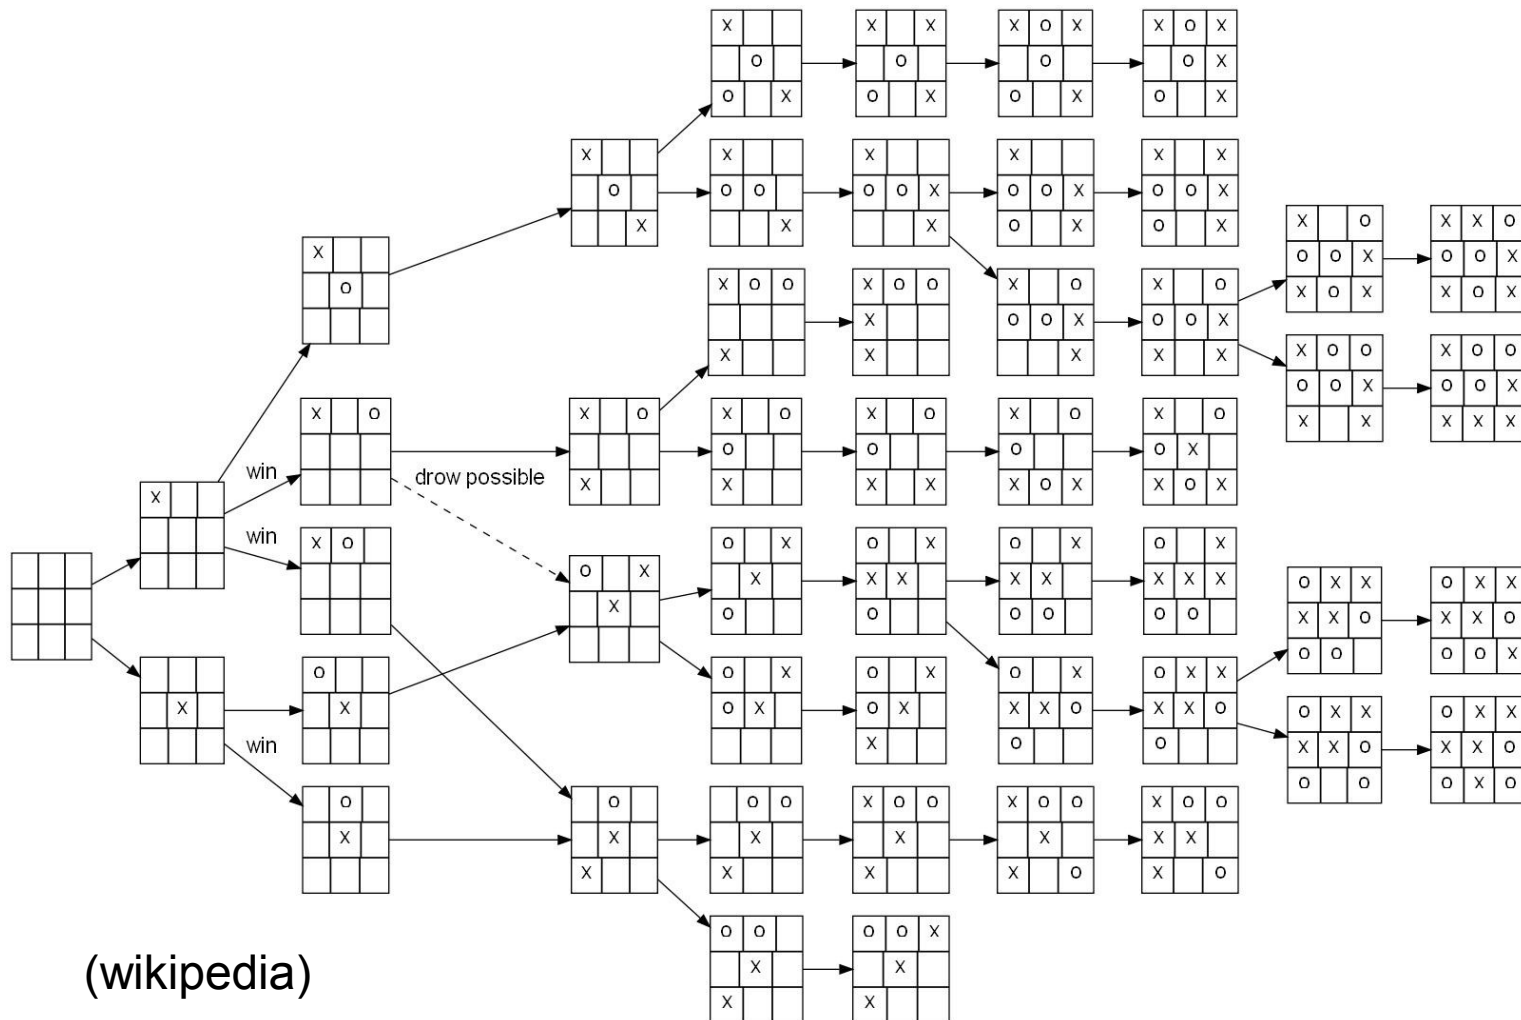 X
O
X
O
X
win
X O
win
X O
X
O
X
win
O
X
X
O
X
X O
X
drow possible
O X
X
O
X
X
X
O
O X
X
O O
X
X O O
X
X O
O
X
O X
X
O
O X
O X
O O
X
X
O O
X
X
X X
O
O X
X
O O X
X
X O O
X
X
X O
O
X X
O X
X X
O
O X
O X
X
X O O
X
X
O O X
X
X
X O X
O
O X
X
O O X
O X
X O
O O X
X
X O
O
X O X
O X
X X
O O
O X
X X O
O
X O O
X
X O
X O X
O X
O X
X X
O O X
O X
X O
O O X
X X
X O
O X
X O X
O X
X X X
O O
O X X
X X O
O
X O O
X X
X O
X O
O O X
X O X
X O O
O O X
X X
O X X
X X O
O O
O X X
X X O
O O
X X O
O O X
X O X
X O O
O O X
X X X
O X X
X X O
O O X
O X X
X X O
O X O
(wikipedia)